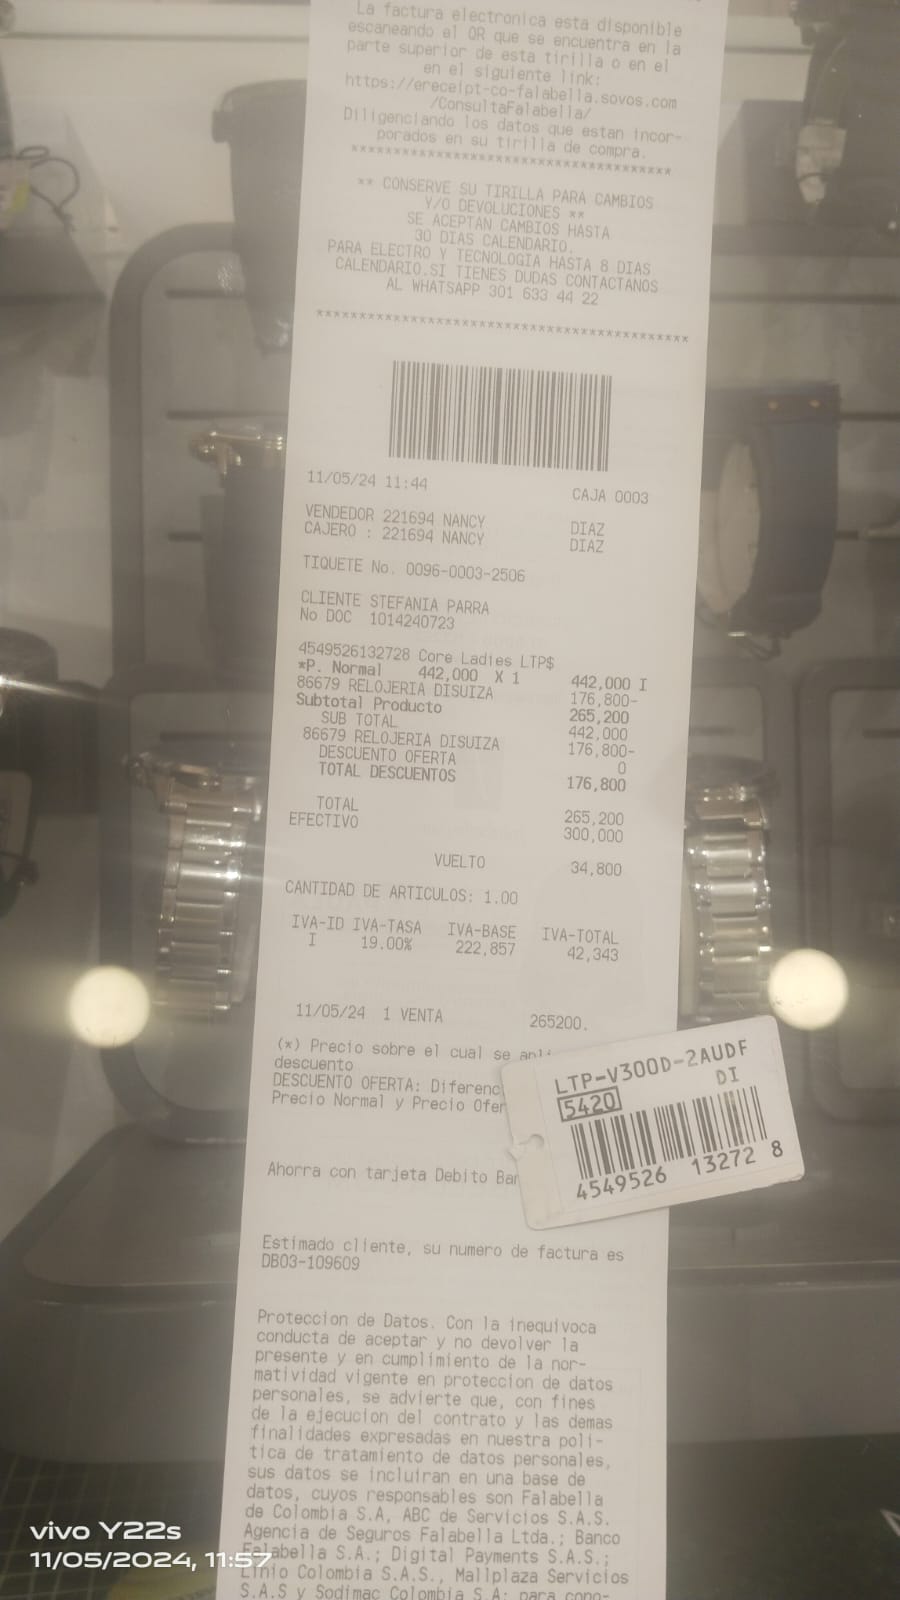 La factura electronica esta disponible
escaneando el QR que se encuentra en la
parte superior de esta tirilla o en el
en el siguiente link:
https://ereceipt-co-falabella.sovos.com
/ConsultaFalabella/
Diligenciando los datos que estan incor-
porados en su tirilla de compra.
***************************************
** CONSERVE SU TIRILLA PARA CAMBIOS
Y/O DEVOLUCIONES **
SE ACEPTAN CAMBIOS HASTA
30 DIAS CALENDARIO.
PARA ELECTRO Y TECNOLOGIA HASTA 8 DIAS
CALENDARIO.SI TIENES DUDAS CONTACTANOS
AL WHATSAPP 301 633 44 22
***************************************
11/05/24 11:44 CAJA 0003
VENDEDOR 221694 NANCY DIAZ
CAJERO : 221694 NANCY DIAZ
TIQUETE No. 0096-0003-2506
CLIENTE STEFANIA PARRA
No DOC 1014240723
4549526132728 Core Ladies LTP$
*P. Normal 442,000 X 1 442,000 I
86679 RELOJERIA DISUIZA 176,800-
Subtotal Producto 265,200
SUB TOTAL 442,000
86679 RELOJERIA DISUIZA 176,800-
DESCUENTO OFERTA 0
TOTAL DESCUENTOS 176,800
TOTAL 265,200
EFECTIVO 300,000
VUELTO 34,800
CANTIDAD DE ARTICULOS: 1.00
IVA-ID IVA-TASA IVA-BASE IVA-TOTAL
I 19.00% 222,857 42,343
11/05/24 1 VENTA 265200.
(*) Precio sobre el cual se apli
descuento
DESCUENTO OFERTA: Diferenc
Precio Normal y Precio Ofer
LTP-V300D-2AUDF
DI
5420
4549526 13272 8
Ahorra con tarjeta Debito Ban
Estimado cliente, su numero de factura es
DB03-109609
Proteccion de Datos. Con la inequivoca
conducta de aceptar y no devolver la
presente y en cumplimiento de la nor-
matividad vigente en proteccion de datos
personales, se advierte que, con fines
de la ejecucion del contrato y las demas
finalidades expresadas en nuestra poli-
tica de tratamiento de datos personales,
sus datos se incluiran en una base de
datos, cuyos responsables son Falabella
de Colombia S.A, ABC de Servicios S.A.S.
Agencia de Seguros Falabella Ltda.; Banco
Falabella S.A.; Digital Payments S.A.S.;
Linio Colombia S.A.S., Mallplaza Servicios
S.A.S y Sodimac Colombia S.A; para cono-
vivo Y22s
11/05/2024, 11:57